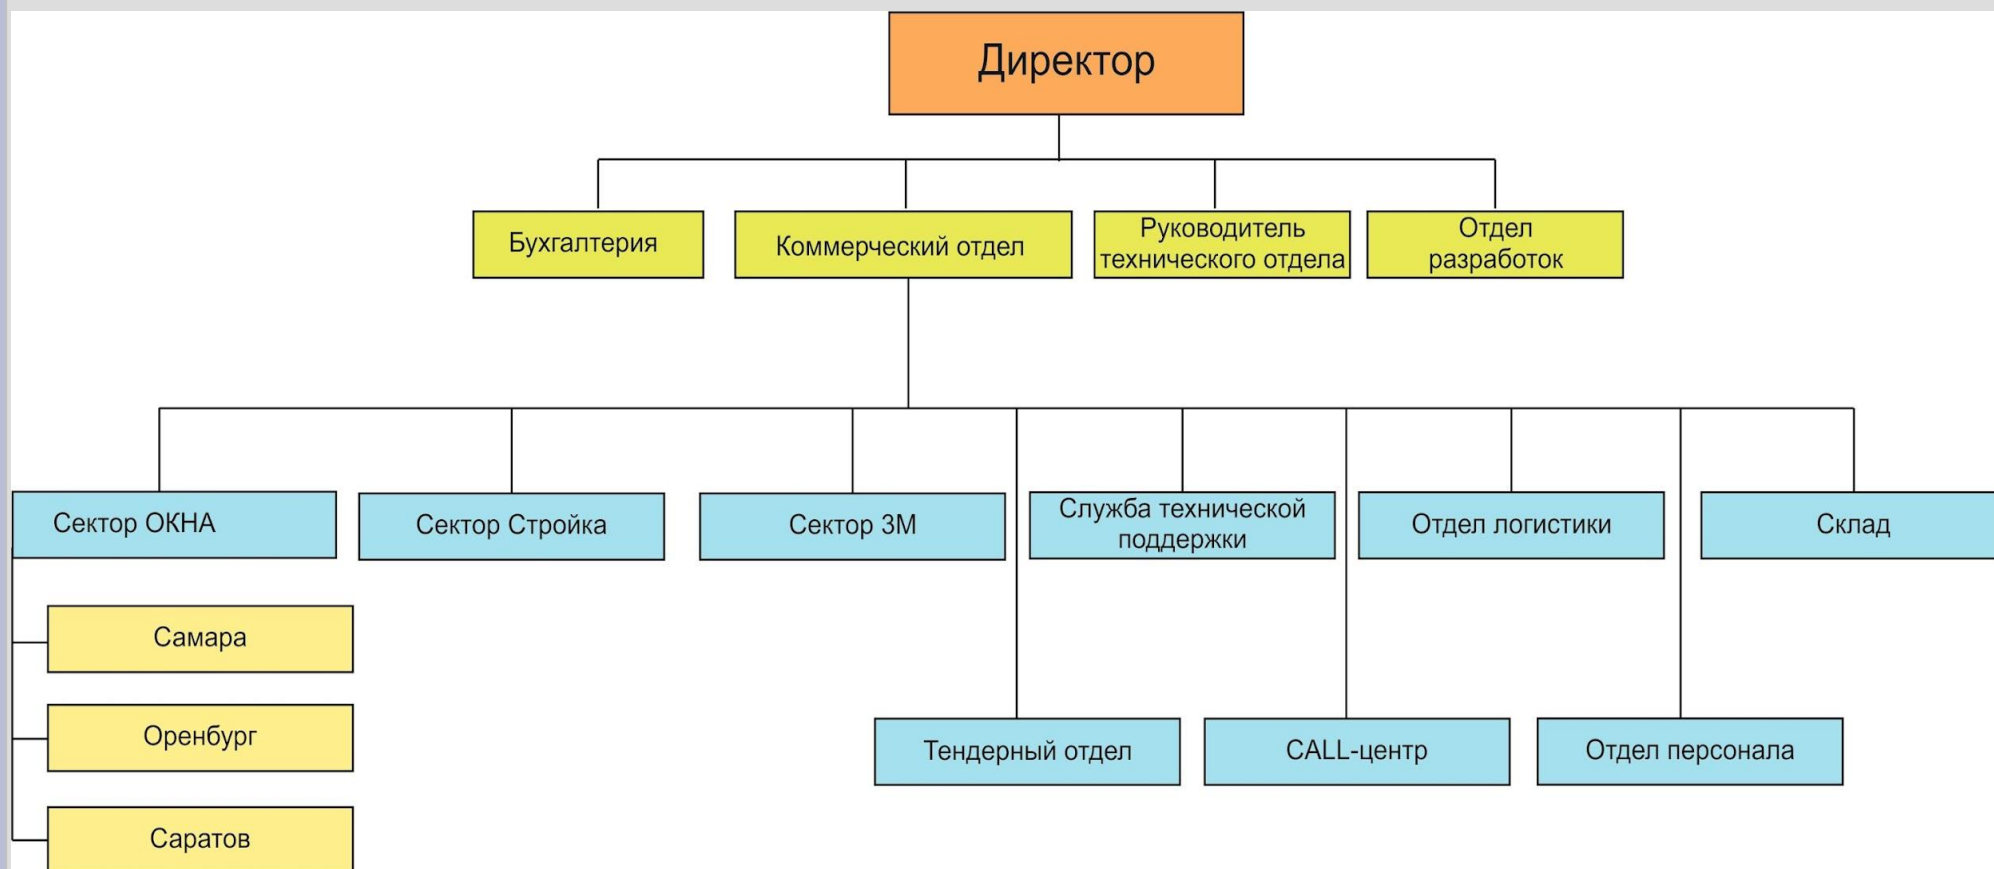 Директор
Бухгалтерия
Коммерческий отдел
Руководитель
технического отдела
Отдел
разработок
Сектор ОКНА
Сектор Стройка
Сектор 3М
Служба технической
поддержки
Отдел логистики
Склад
Самара
Оренбург
Саратов
Тендерный отдел
CALL-центр
Отдел персонала